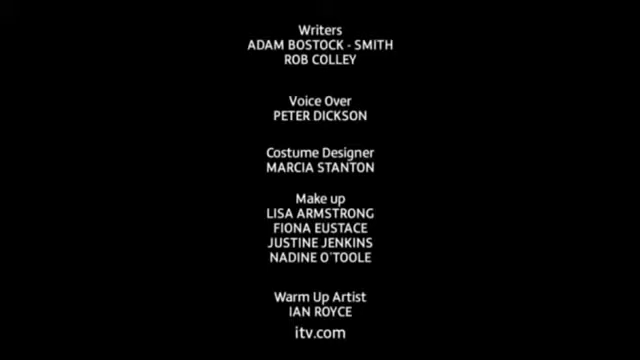 Writers
ADAM BOSTOCK - SMITH
ROB COLLEY
Voice Over
PETER DICKSON
Costume Designer
MARCIA STANTON
Make up
LISA ARMSTRONG
FIONA EUSTACE
JUSTINE JENKINS
NADINE O'TOOLE
Warm Up Artist
IAN ROYCE
itv.com